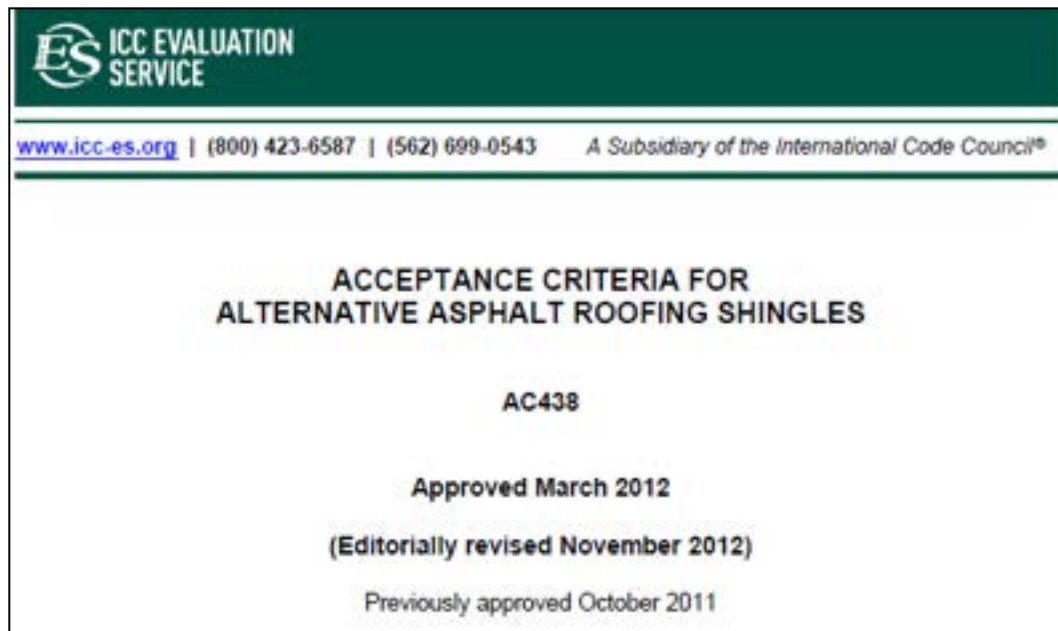 ES ICC EVALUATION
SERVICE
www.icc-es.org | (800) 423-6587 | (562) 699-0543 A Subsidiary of the International Code Council®
ACCEPTANCE CRITERIA FOR
ALTERNATIVE ASPHALT ROOFING SHINGLES
AC438
Approved March 2012
(Editorially revised November 2012)
Previously approved October 2011